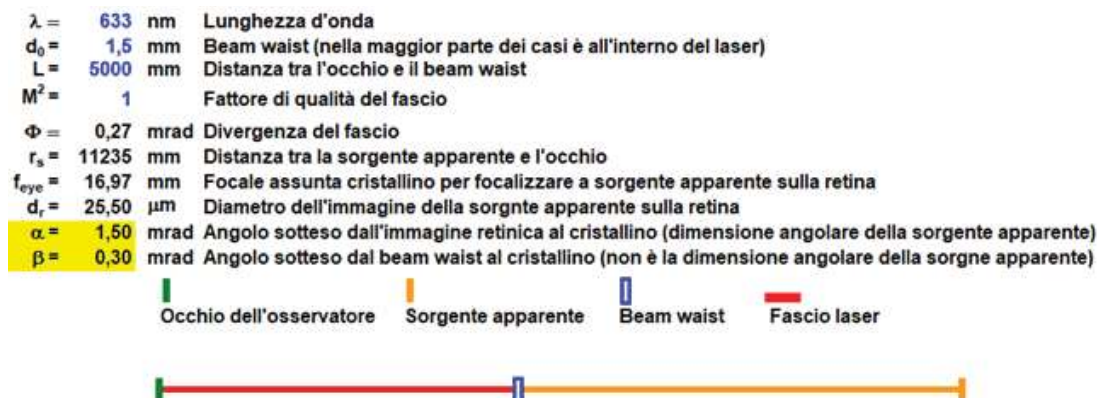 λ = 633 nm Lunghezza d'onda
d₀ = 1,5 mm Beam waist (nella maggior parte dei casi è all'interno del laser)
L = 5000 mm Distanza tra l'occhio e il beam waist
M² = 1 Fattore di qualità del fascio
Φ = 0,27 mrad Divergenza del fascio
rₛ = 11235 mm Distanza tra la sorgente apparente e l'occhio
f_eye = 16,97 mm Focale assunta cristallino per focalizzare a sorgente apparente sulla retina
dᵣ = 25,50 μm Diametro dell'immagine della sorgnte apparente sulla retina
α = 1,50 mrad Angolo sotteso dall'immagine retinica al cristallino (dimensione angolare della sorgente apparente)
β = 0,30 mrad Angolo sotteso dal beam waist al cristallino (non è la dimensione angolare della sorgne apparente)
Occhio dell'osservatore Sorgente apparente Beam waist Fascio laser